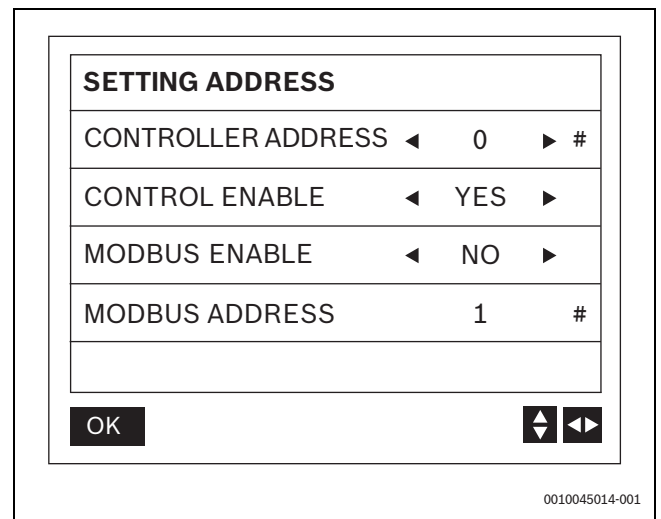 SETTING ADDRESS
CONTROLLER ADDRESS ◄ 0 ► #
CONTROL ENABLE ◄ YES ►
MODBUS ENABLE ◄ NO ►
MODBUS ADDRESS 1 #
OK
0010045014-001